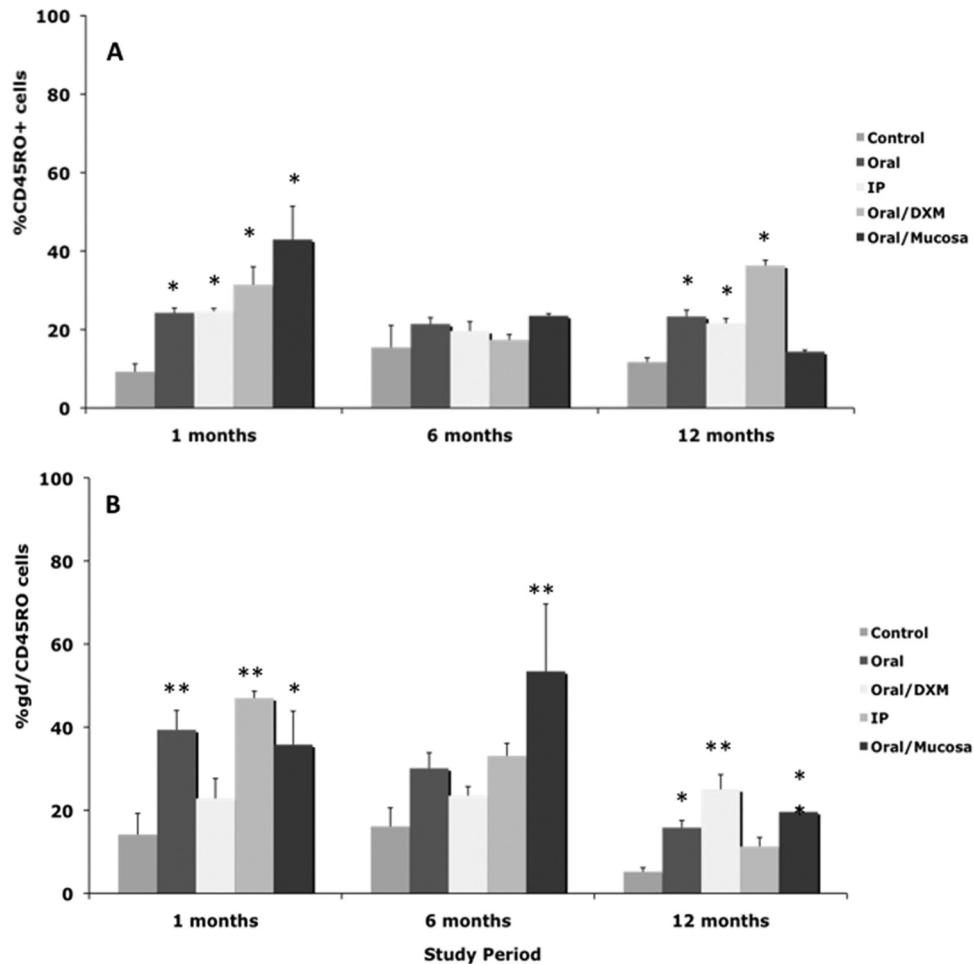 A
%CD45RO+ cells
100
80
60
40
20
0
* * * *
* * *
1 months
6 months
12 months
Control
Oral
IP
Oral/DXM
Oral/Mucosa
B
%gd/CD45RO cells
100
80
60
40
20
0
** ** *
**
* ** *
*
1 months
6 months
12 months
Study Period
Control
Oral
Oral/DXM
IP
Oral/Mucosa